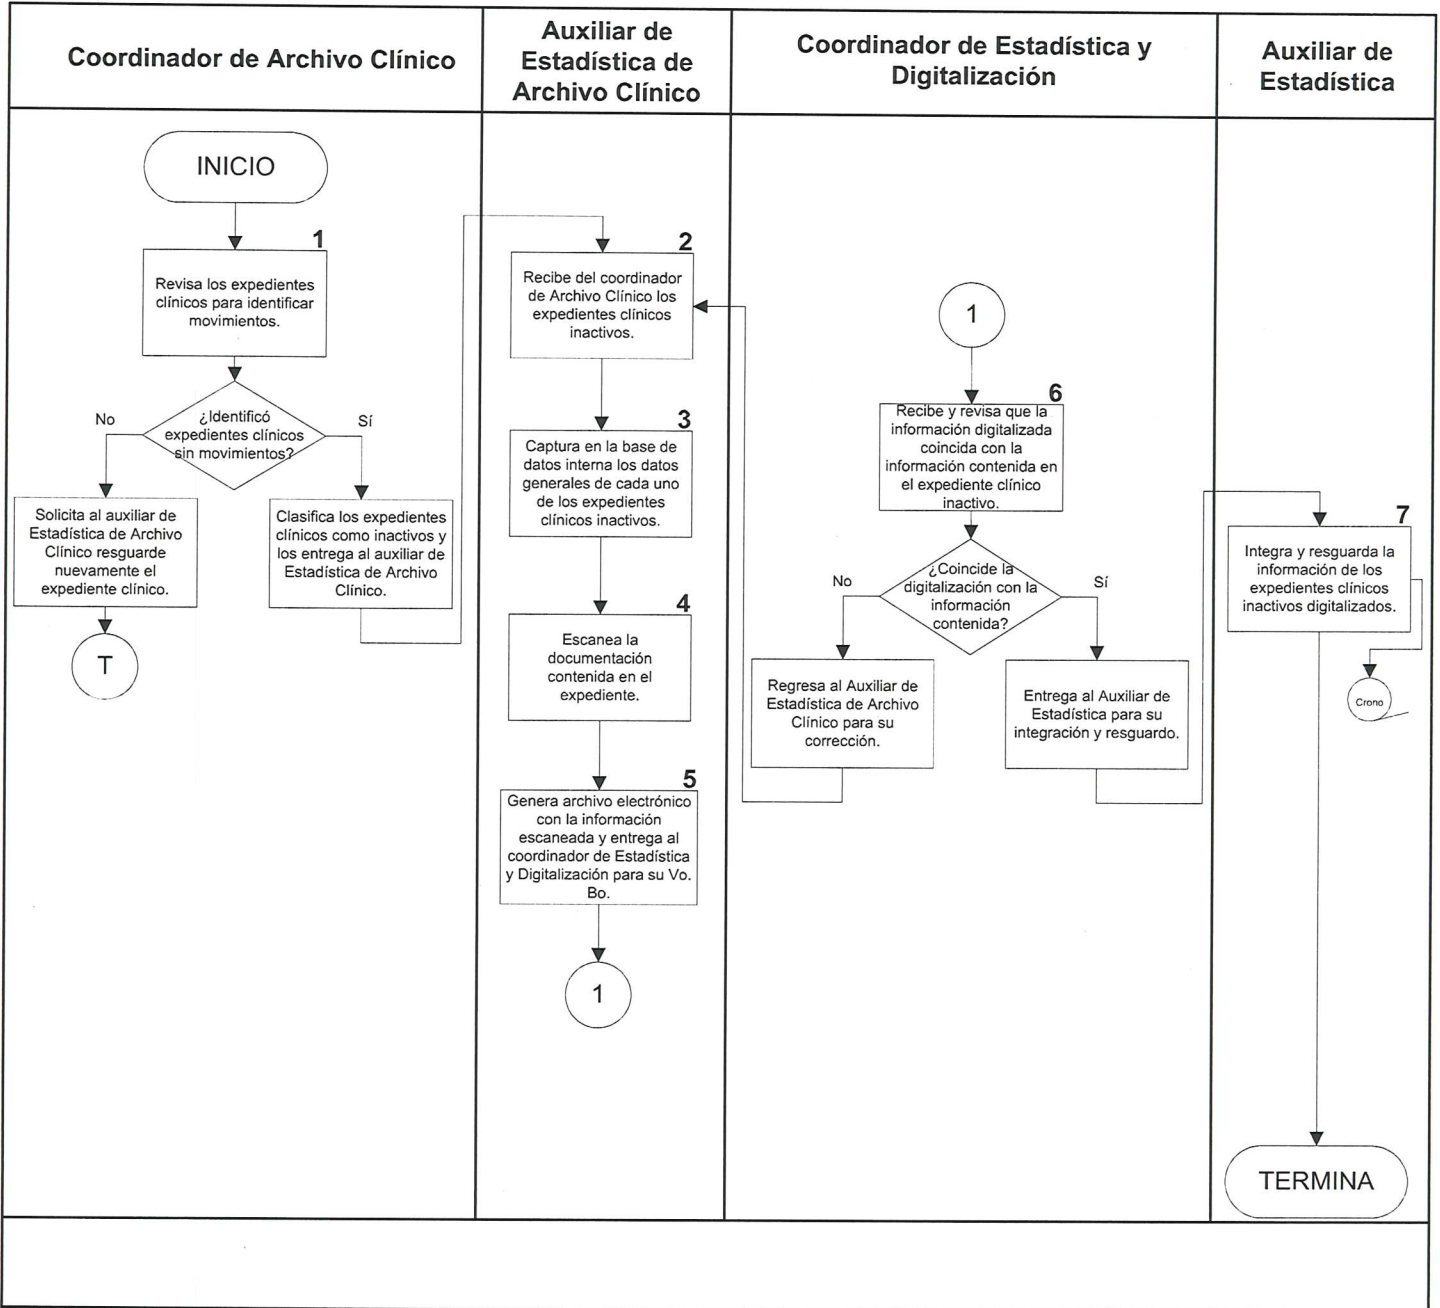 Coordinador de Archivo Clínico
Auxiliar de
Estadística de
Archivo Clínico
Coordinador de Estadística y
Digitalización
Auxiliar de
Estadística
INICIO
1
Revisa los expedientes
clínicos para identificar
movimientos.
¿Identificó
expedientes clínicos
sin movimientos?
No
Sí
Solicita al auxiliar de
Estadística de Archivo
Clínico resguarde
nuevamente el
expediente clínico.
T
Clasifica los expedientes
clínicos como inactivos y
los entrega al auxiliar de
Estadística de Archivo
Clínico.
2
Recibe del coordinador
de Archivo Clínico los
expedientes clínicos
inactivos.
3
Captura en la base de
datos interna los datos
generales de cada uno
de los expedientes
clínicos inactivos.
4
Escanea la
documentación
contenida en el
expediente.
5
Genera archivo electrónico
con la información
escaneada y entrega al
coordinador de Estadística
y Digitalización para su Vo.
Bo.
1
1
6
Recibe y revisa que la
información digitalizada
coincida con la
información contenida en
el expediente clínico
inactivo.
¿Coincide la
digitalización con la
información
contenida?
No
Sí
Regresa al Auxiliar de
Estadística de Archivo
Clínico para su
corrección.
Entrega al Auxiliar de
Estadística para su
integración y resguardo.
7
Integra y resguarda la
información de los
expedientes clínicos
inactivos digitalizados.
Crono
TERMINA